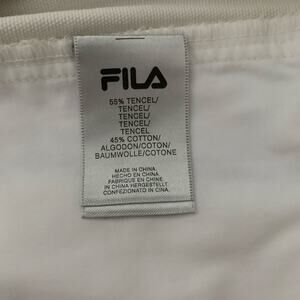 FILA
55% TENCEL/
TENCEL/
TENCEL/
TENCEL
45% COTTON/
ALGODON/COTON/
BAUMWOLLE/COTONE
MADE IN CHINA.
HECHO EN CHINA.
FABRIQUE EN CHINE.
IN CHINA HERGESTELLT.
CONFEZIONATO IN CINA.